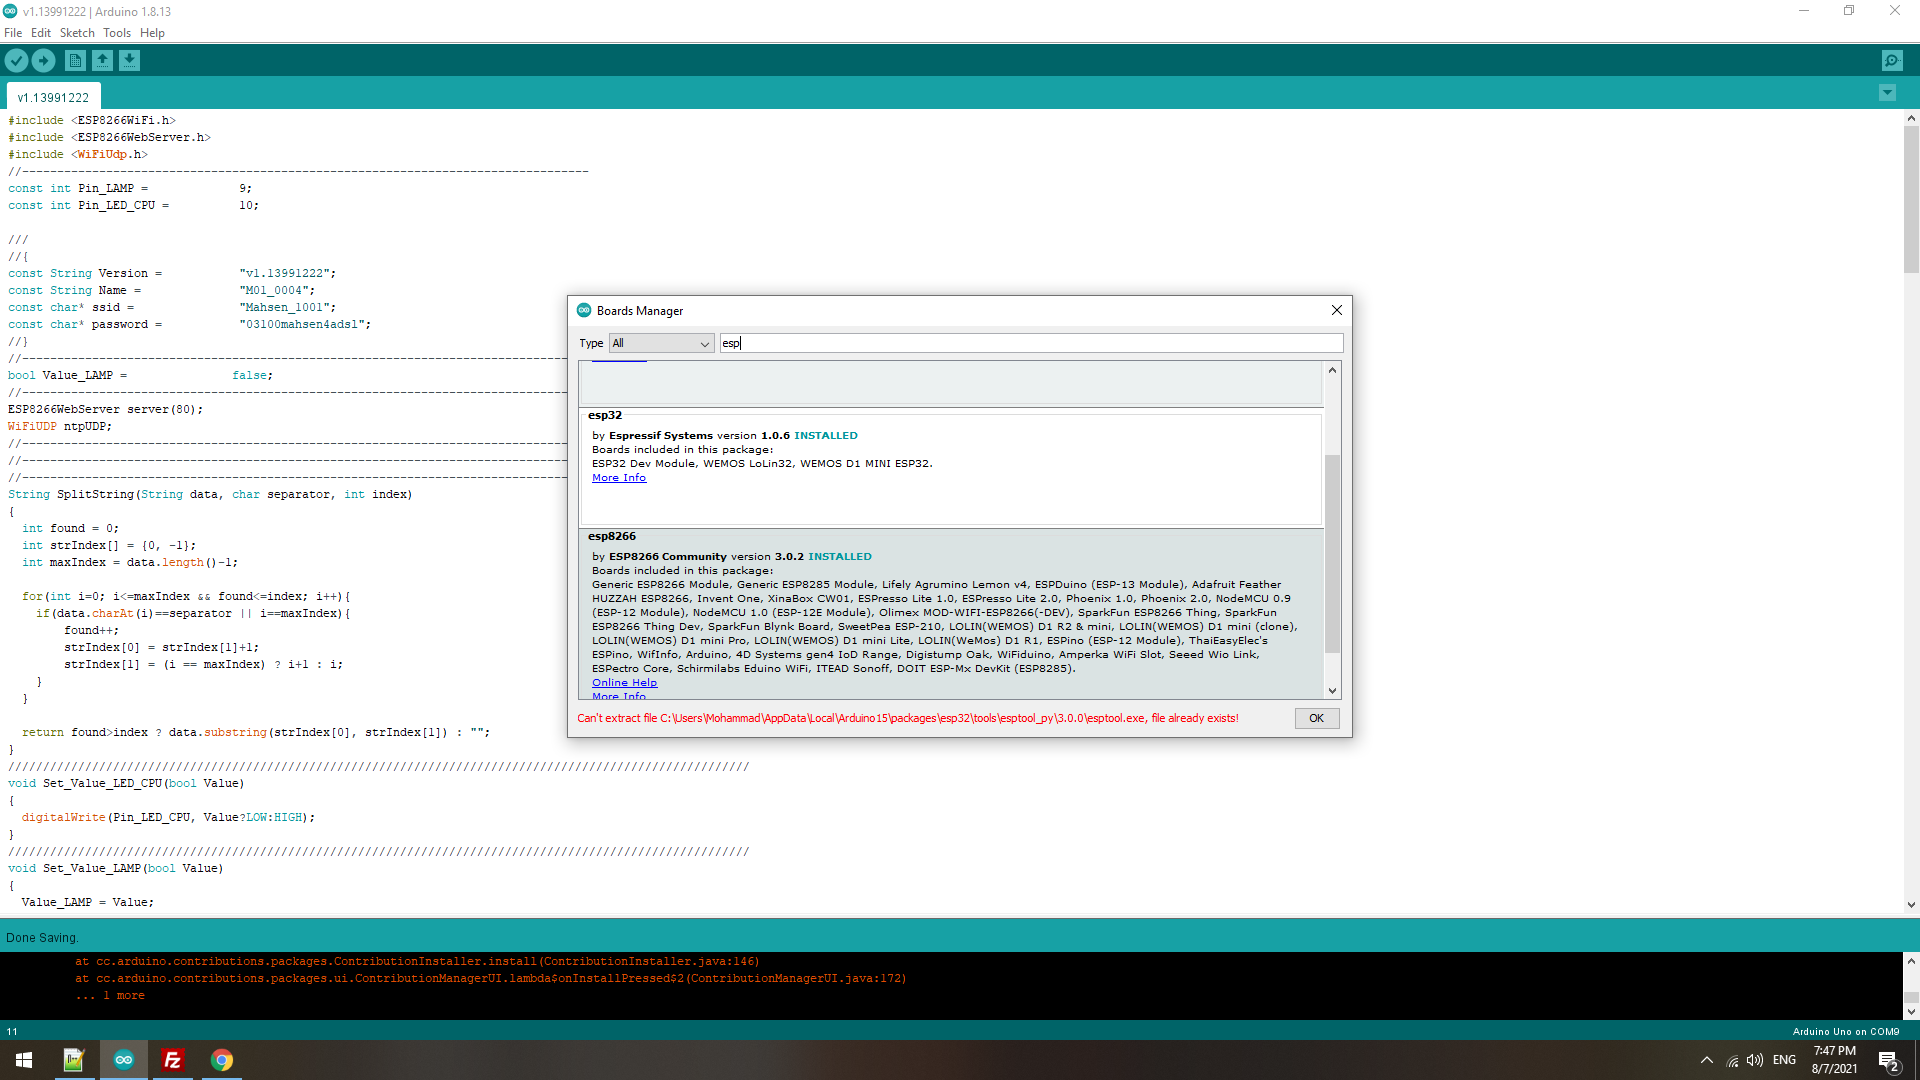 v1.13991222 | Arduino 1.8.13
File Edit Sketch Tools Help
v1.13991222
#include <ESP8266WiFi.h>
#include <ESP8266WebServer.h>
#include <WiFiUdp.h>
//---------------------------------------------------------------------------------
const int Pin_LAMP = 9;
const int Pin_LED_CPU = 10;
///
//{
const String Version = "v1.13991222";
const String Name = "M01_0004";
const char* ssid = "Mahsen_1001";
const char* password = "03100mahsen4adsl";
//}
//---------------------------------------------------------------------------------
bool Value_LAMP = false;
//---------------------------------------------------------------------------------
ESP8266WebServer server(80);
WiFiUDP ntpUDP;
//---------------------------------------------------------------------------------
//---------------------------------------------------------------------------------
//---------------------------------------------------------------------------------
String SplitString(String data, char separator, int index)
{
int found = 0;
int strIndex[] = {0, -1};
int maxIndex = data.length()-1;
for(int i=0; i<=maxIndex && found<=index; i++){
if(data.charAt(i)==separator || i==maxIndex){
found++;
strIndex[0] = strIndex[1]+1;
strIndex[1] = (i == maxIndex) ? i+1 : i;
}
}
return found>index ? data.substring(strIndex[0], strIndex[1]) : "";
}
//////////////////////////////////////////////////////////////////////////////////////////////////////////
void Set_Value_LED_CPU(bool Value)
{
digitalWrite(Pin_LED_CPU, Value?LOW:HIGH);
}
//////////////////////////////////////////////////////////////////////////////////////////////////////////
void Set_Value_LAMP(bool Value)
{
Value_LAMP = Value;
Boards Manager
Type All esp
esp32
by Espressif Systems version 1.0.6 INSTALLED
Boards included in this package:
ESP32 Dev Module, WEMOS LoLin32, WEMOS D1 MINI ESP32.
More Info
esp8266
by ESP8266 Community version 3.0.2 INSTALLED
Boards included in this package:
Generic ESP8266 Module, Generic ESP8285 Module, Lifely Agrumino Lemon v4, ESPDuino (ESP-13 Module), Adafruit Feather
HUZZAH ESP8266, Invent One, XinaBox CW01, ESPresso Lite 1.0, ESPresso Lite 2.0, Phoenix 1.0, Phoenix 2.0, NodeMCU 0.9
(ESP-12 Module), NodeMCU 1.0 (ESP-12E Module), Olimex MOD-WIFI-ESP8266(-DEV), SparkFun ESP8266 Thing, SparkFun
ESP8266 Thing Dev, SparkFun Blynk Board, SweetPea ESP-210, LOLIN(WEMOS) D1 R2 & mini, LOLIN(WEMOS) D1 mini (clone),
LOLIN(WEMOS) D1 mini Pro, LOLIN(WEMOS) D1 mini Lite, LOLIN(WeMos) D1 R1, ESPino (ESP-12 Module), ThaiEasyElec's
ESPino, WifInfo, Arduino, 4D Systems gen4 IoD Range, Digistump Oak, WiFiduino, Amperka WiFi Slot, Seeed Wio Link,
ESPectro Core, Schirmilabs Eduino WiFi, ITEAD Sonoff, DOIT ESP-Mx DevKit (ESP8285).
Online Help
More Info
Can't extract file C:\Users\Mohammad\AppData\Local\Arduino15\packages\esp32\tools\esptool_py\3.0.0\esptool.exe, file already exists!
OK
Done Saving.
at cc.arduino.contributions.packages.ContributionInstaller.install(ContributionInstaller.java:146)
at cc.arduino.contributions.packages.ui.ContributionManagerUI.lambda$onInstallPressed$2(ContributionManagerUI.java:172)
... 1 more
11
Arduino Uno on COM9
ENG
7:47 PM
8/7/2021
2